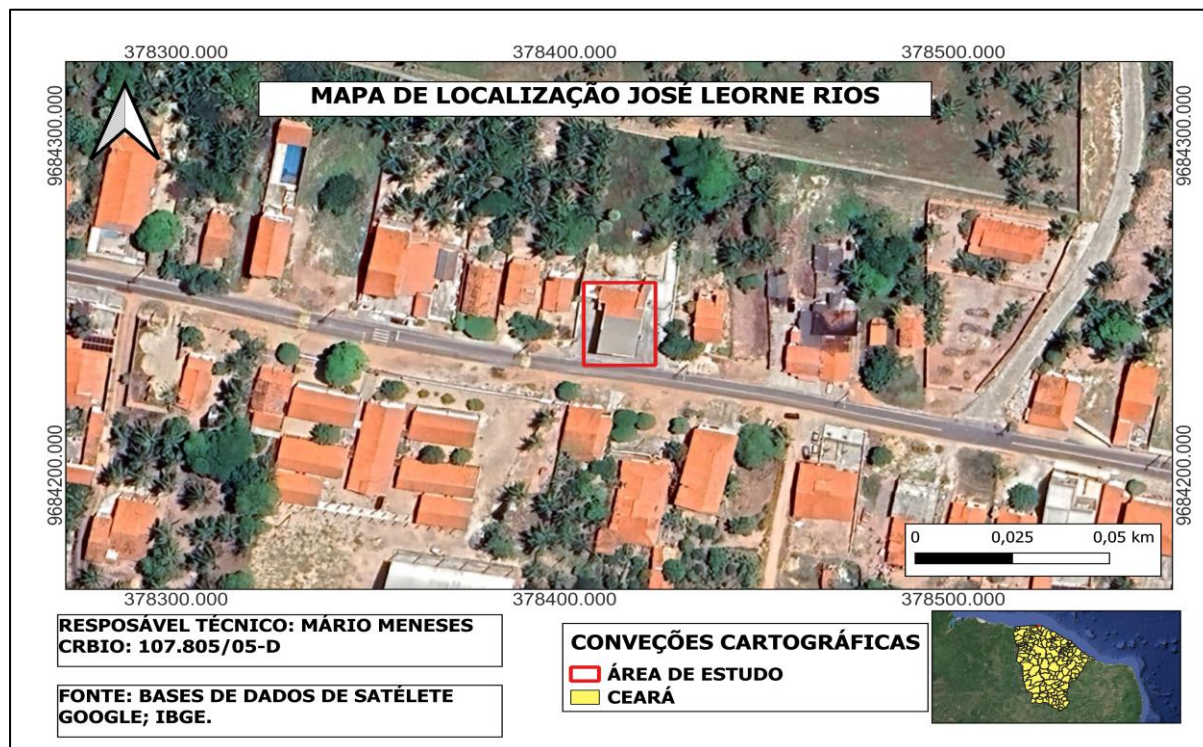 378300.000 378400.000 378500.000
MAPA DE LOCALIZAÇÃO JOSÉ LEORNE RIOS
9684300.000
9684300.000
9684200.000
9684200.000
0 0,025 0,05 km
378300.000 378400.000 378500.000
RESPOSÁVEL TÉCNICO: MÁRIO MENESES
CRBIO: 107.805/05-D
FONTE: BASES DE DADOS DE SATÉLETE
GOOGLE; IBGE.
CONVEÇÕES CARTOGRÁFICAS
ÁREA DE ESTUDO
CEARÁ